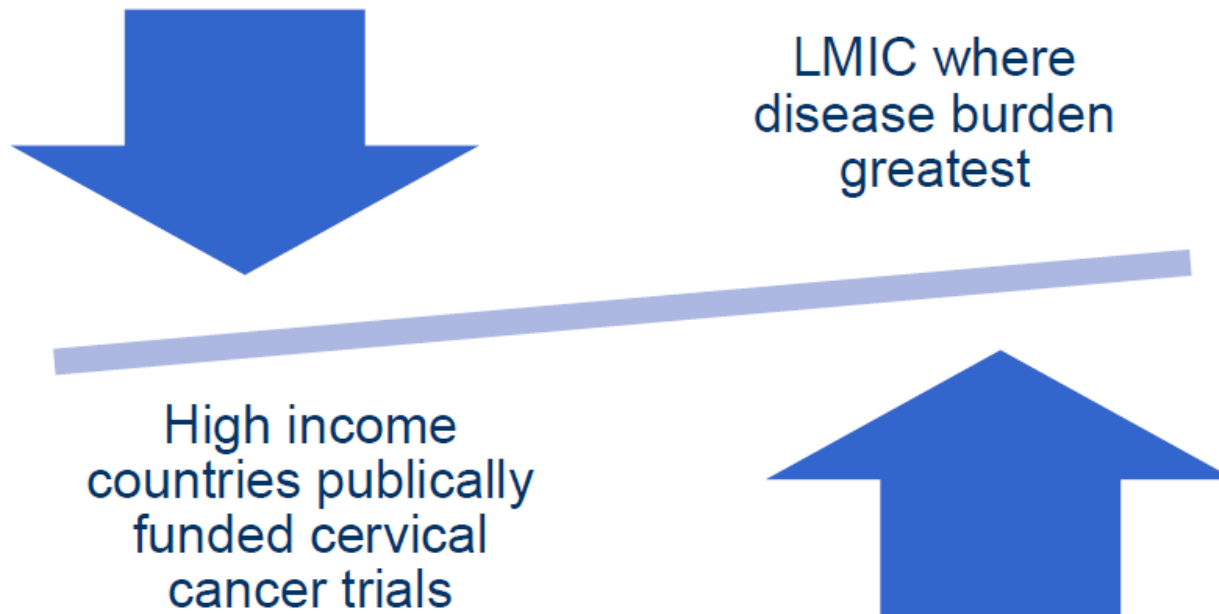 LMIC where
disease burden
greatest
High income
countries publically
funded cervical
cancer trials